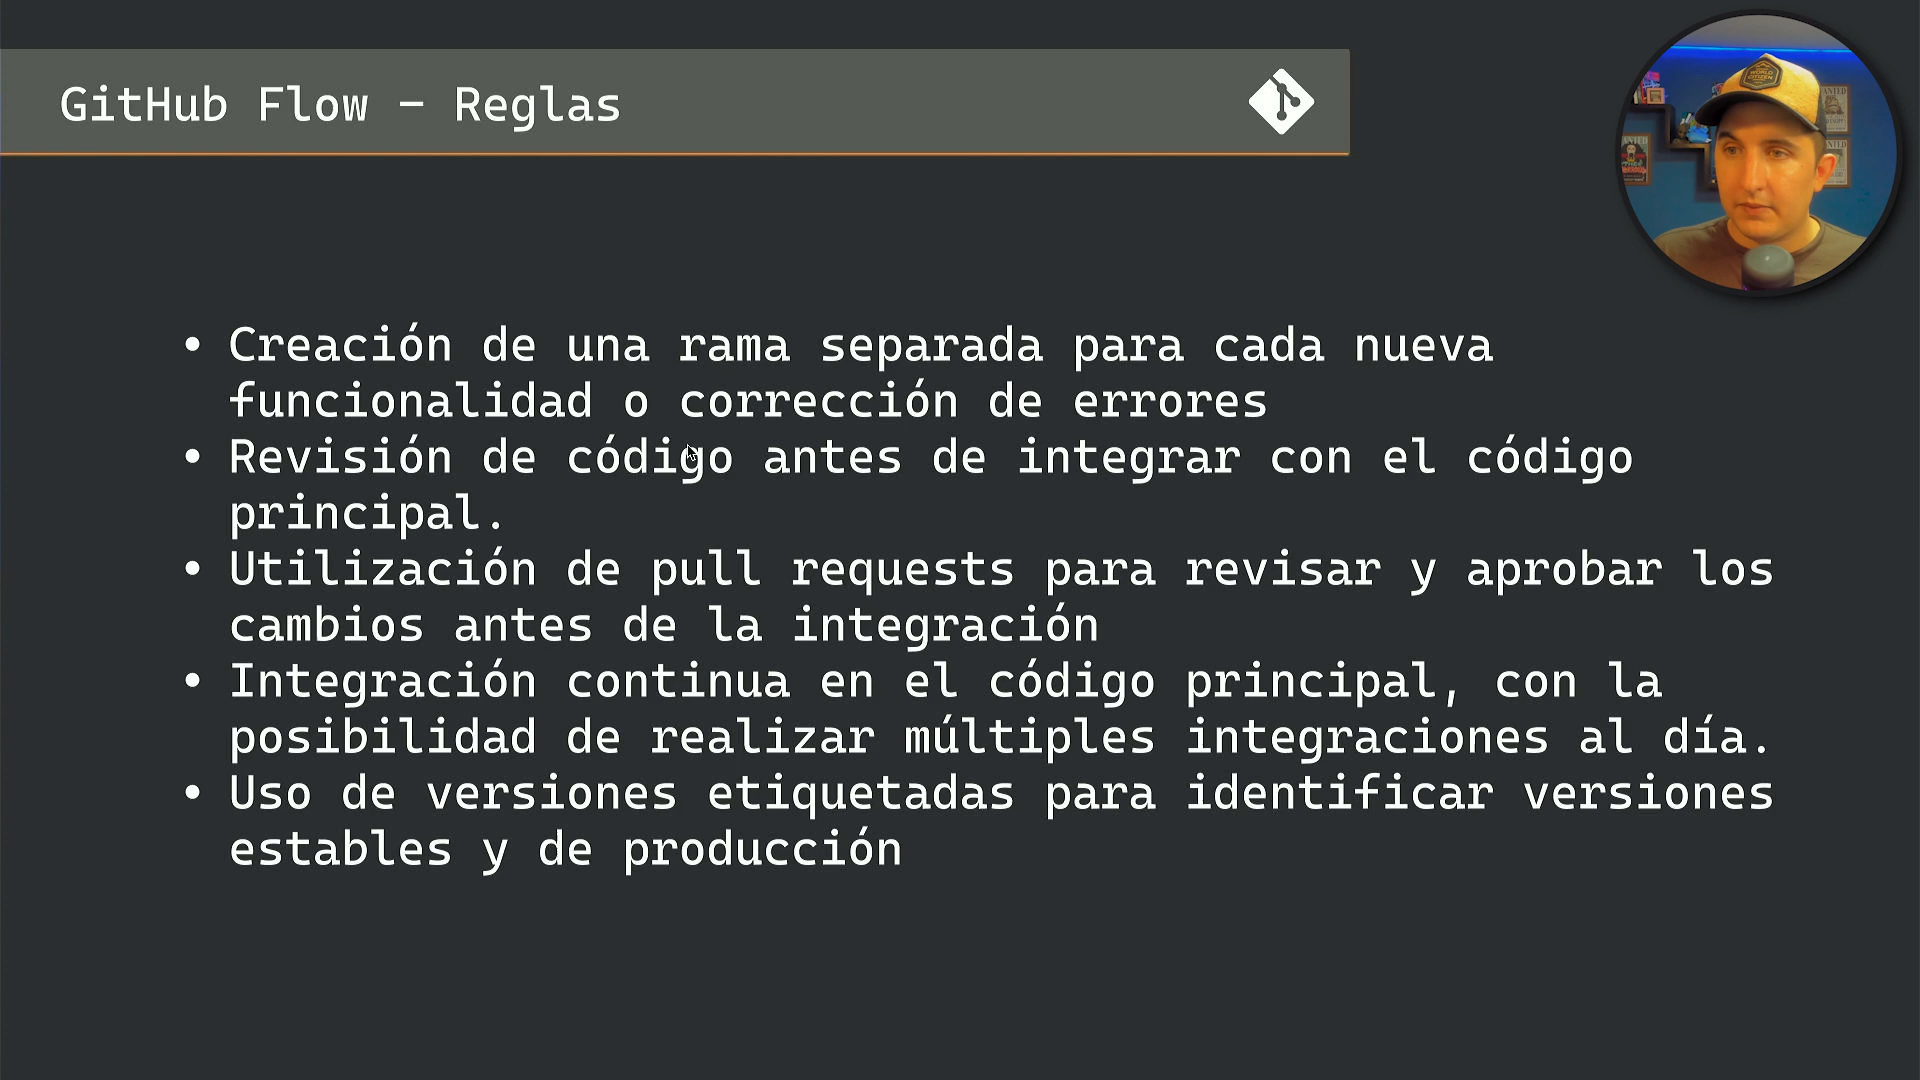 GitHub Flow – Reglas
WORLD
CITIZEN
WANTED
• Creación de una rama separada para cada nueva
funcionalidad o corrección de errores
• Revisión de código antes de integrar con el código
principal.
• Utilización de pull requests para revisar y aprobar los
cambios antes de la integración
• Integración continua en el código principal, con la
posibilidad de realizar múltiples integraciones al día.
• Uso de versiones etiquetadas para identificar versiones
estables y de producción